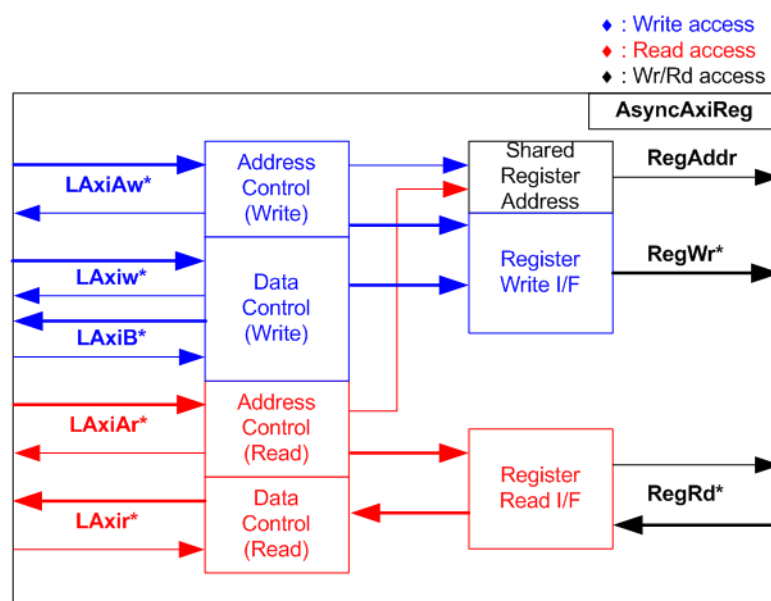 ♦ : Write access
♦ : Read access
♦ : Wr/Rd access
AsyncAxiReg
LAxiAw*
Address
Control
(Write)
Shared
Register
Address
RegAddr
LAxiw*
LAxiB*
Data
Control
(Write)
Register
Write I/F
RegWr*
LAxiAr*
Address
Control
(Read)
LAxir*
Data
Control
(Read)
Register
Read I/F
RegRd*